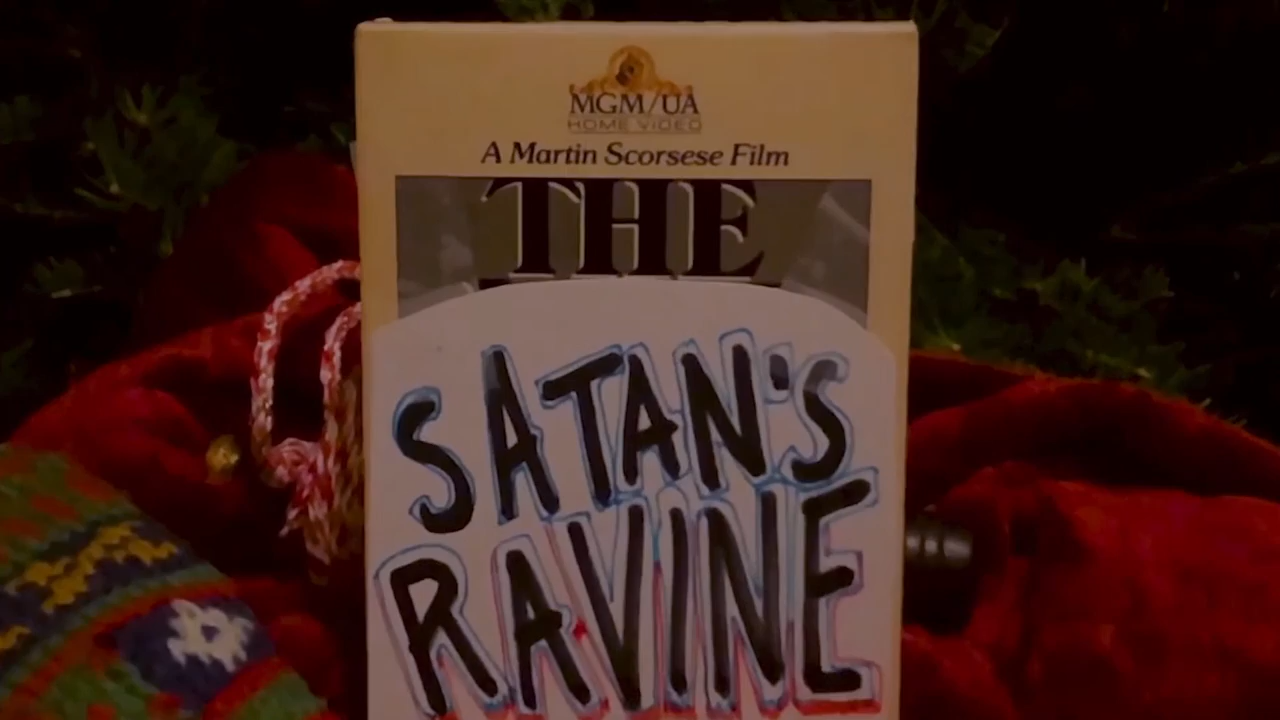 MGM/UA
HOME VIDEO
A Martin Scorsese Film
THE
SATAN'S
RAVINE